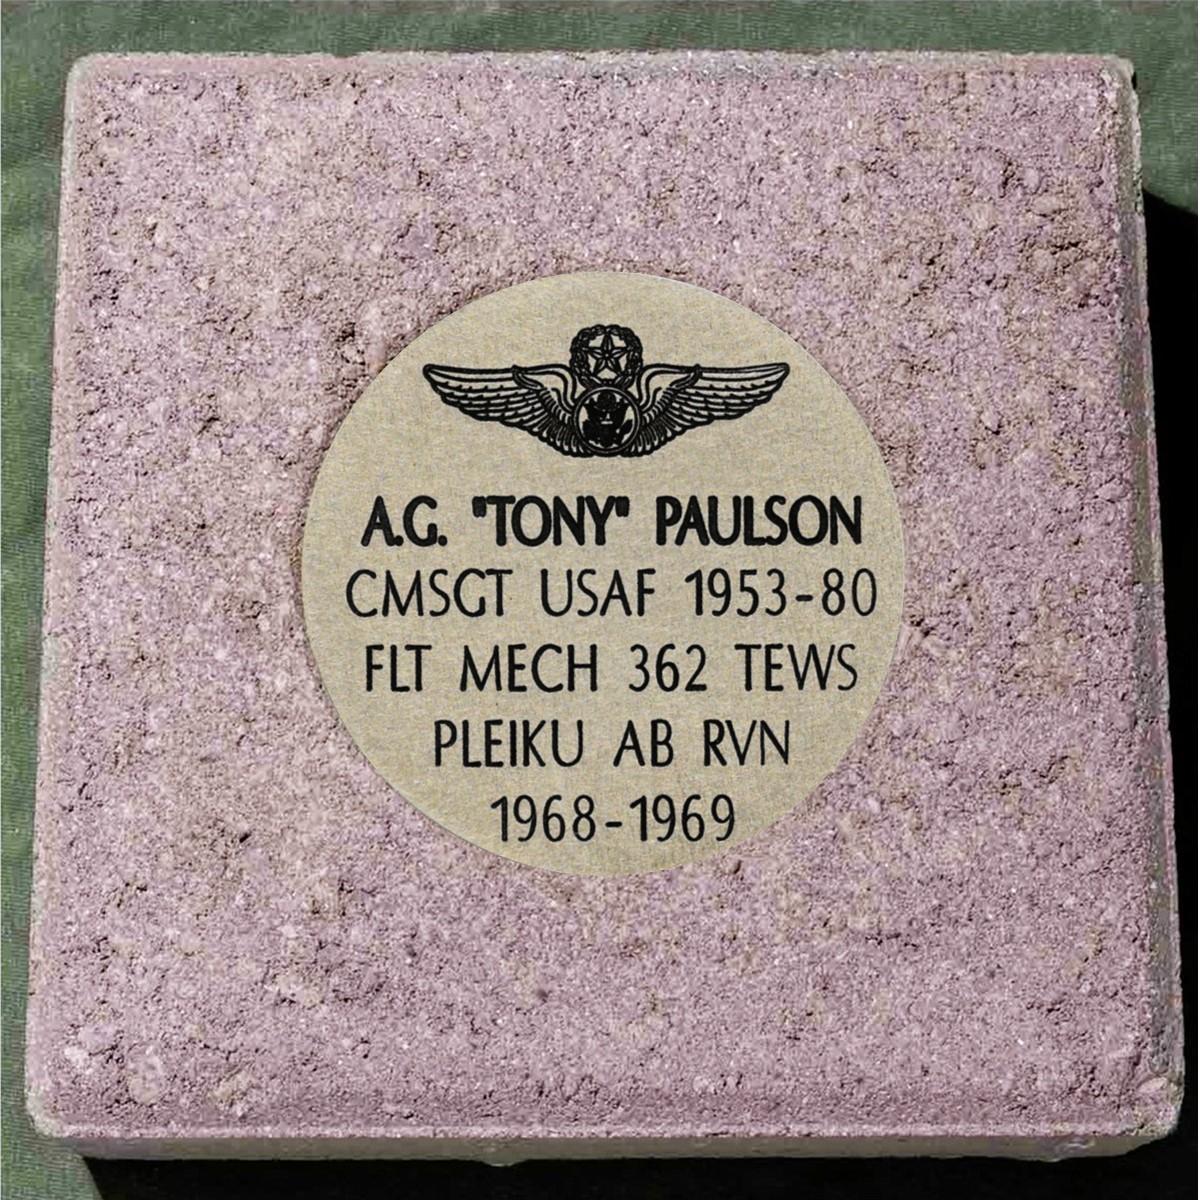 A.G. "TONY" PAULSON
CMSGT USAF 1953-80
FLT MECH 362 TEWS
PLEIKU AB RVN
1968-1969